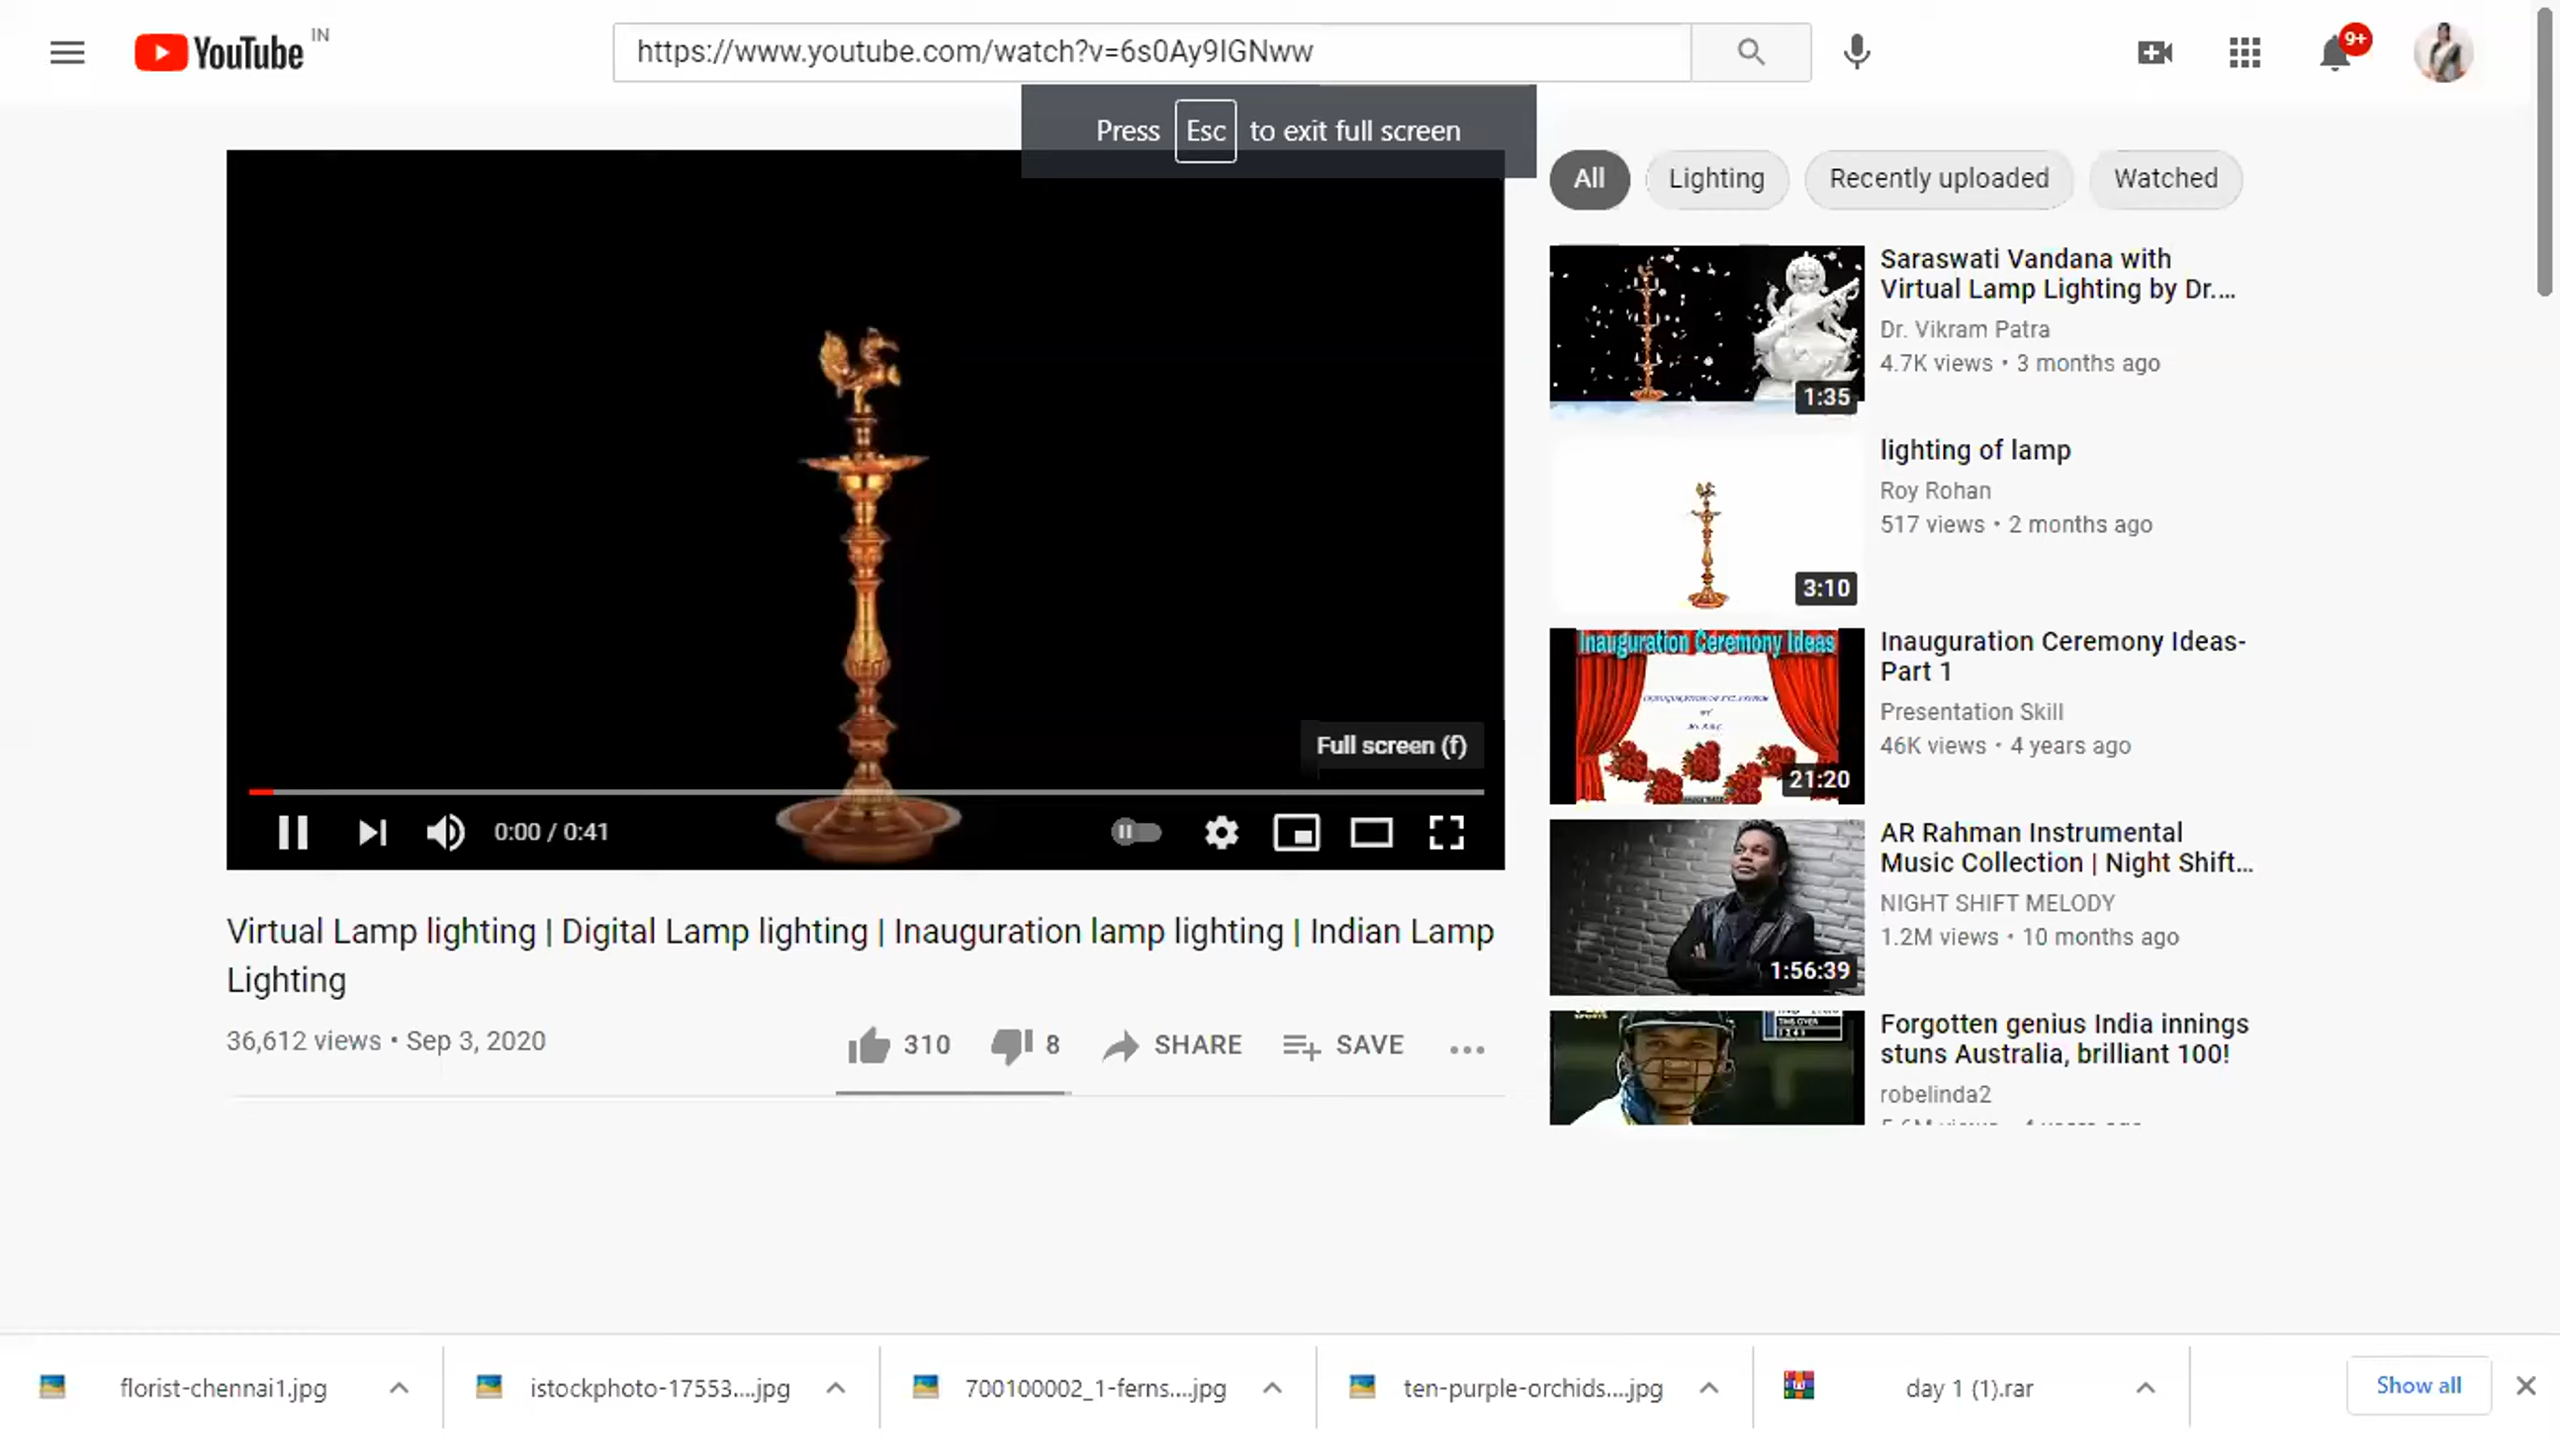 YouTube IN
https://www.youtube.com/watch?v=6s0Ay9lGNww
9+
Press Esc to exit full screen
Full screen (f)
0:00 / 0:41
Virtual Lamp lighting | Digital Lamp lighting | Inauguration lamp lighting | Indian Lamp
Lighting
36,612 views • Sep 3, 2020
310
8
SHARE
SAVE
All
Lighting
Recently uploaded
Watched
1:35
Saraswati Vandana with
Virtual Lamp Lighting by Dr....
Dr. Vikram Patra
4.7K views • 3 months ago
3:10
lighting of lamp
Roy Rohan
517 views • 2 months ago
Inauguration Ceremony Ideas
21:20
Inauguration Ceremony Ideas-
Part 1
Presentation Skill
46K views • 4 years ago
1:56:39
AR Rahman Instrumental
Music Collection | Night Shift...
NIGHT SHIFT MELODY
1.2M views • 10 months ago
Forgotten genius India innings
stuns Australia, brilliant 100!
robelinda2
florist-chennai1.jpg
istockphoto-17553....jpg
700100002_1-ferns....jpg
ten-purple-orchids....jpg
day 1 (1).rar
Show all